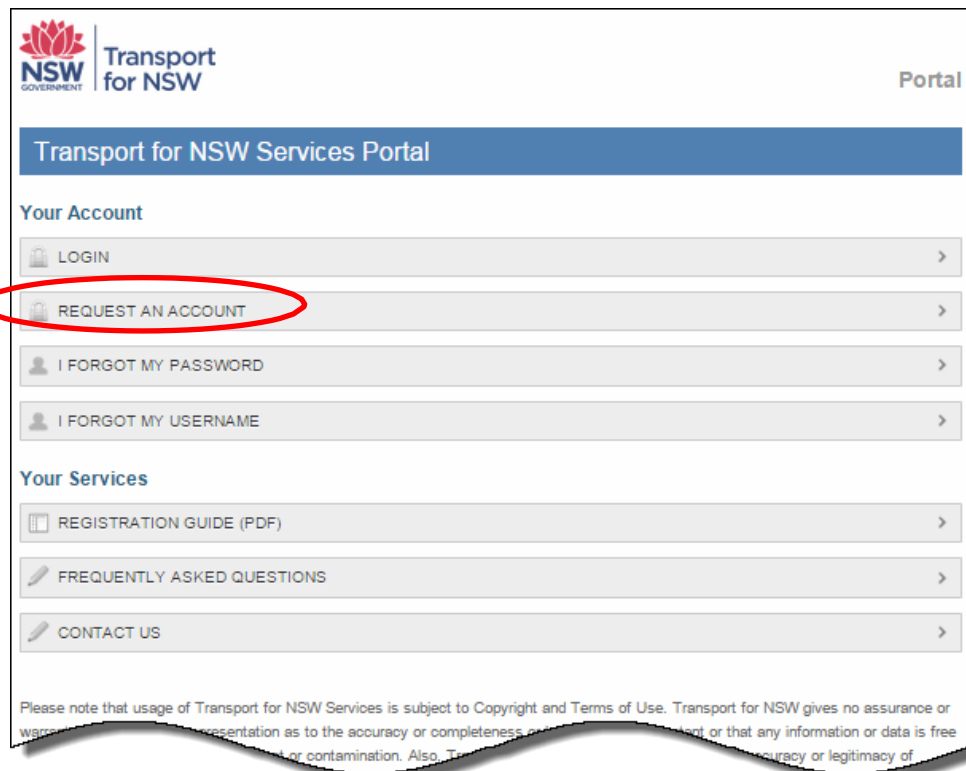 NSW
GOVERNMENT
Transport
for NSW
Portal
Transport for NSW Services Portal
Your Account
LOGIN
REQUEST AN ACCOUNT
I FORGOT MY PASSWORD
I FORGOT MY USERNAME
Your Services
REGISTRATION GUIDE (PDF)
FREQUENTLY ASKED QUESTIONS
CONTACT US
Please note that usage of Transport for NSW Services is subject to Copyright and Terms of Use. Transport for NSW gives no assurance or
as to the accuracy or completeness or that any information or data is free
or contamination. Also, or legitimacy of